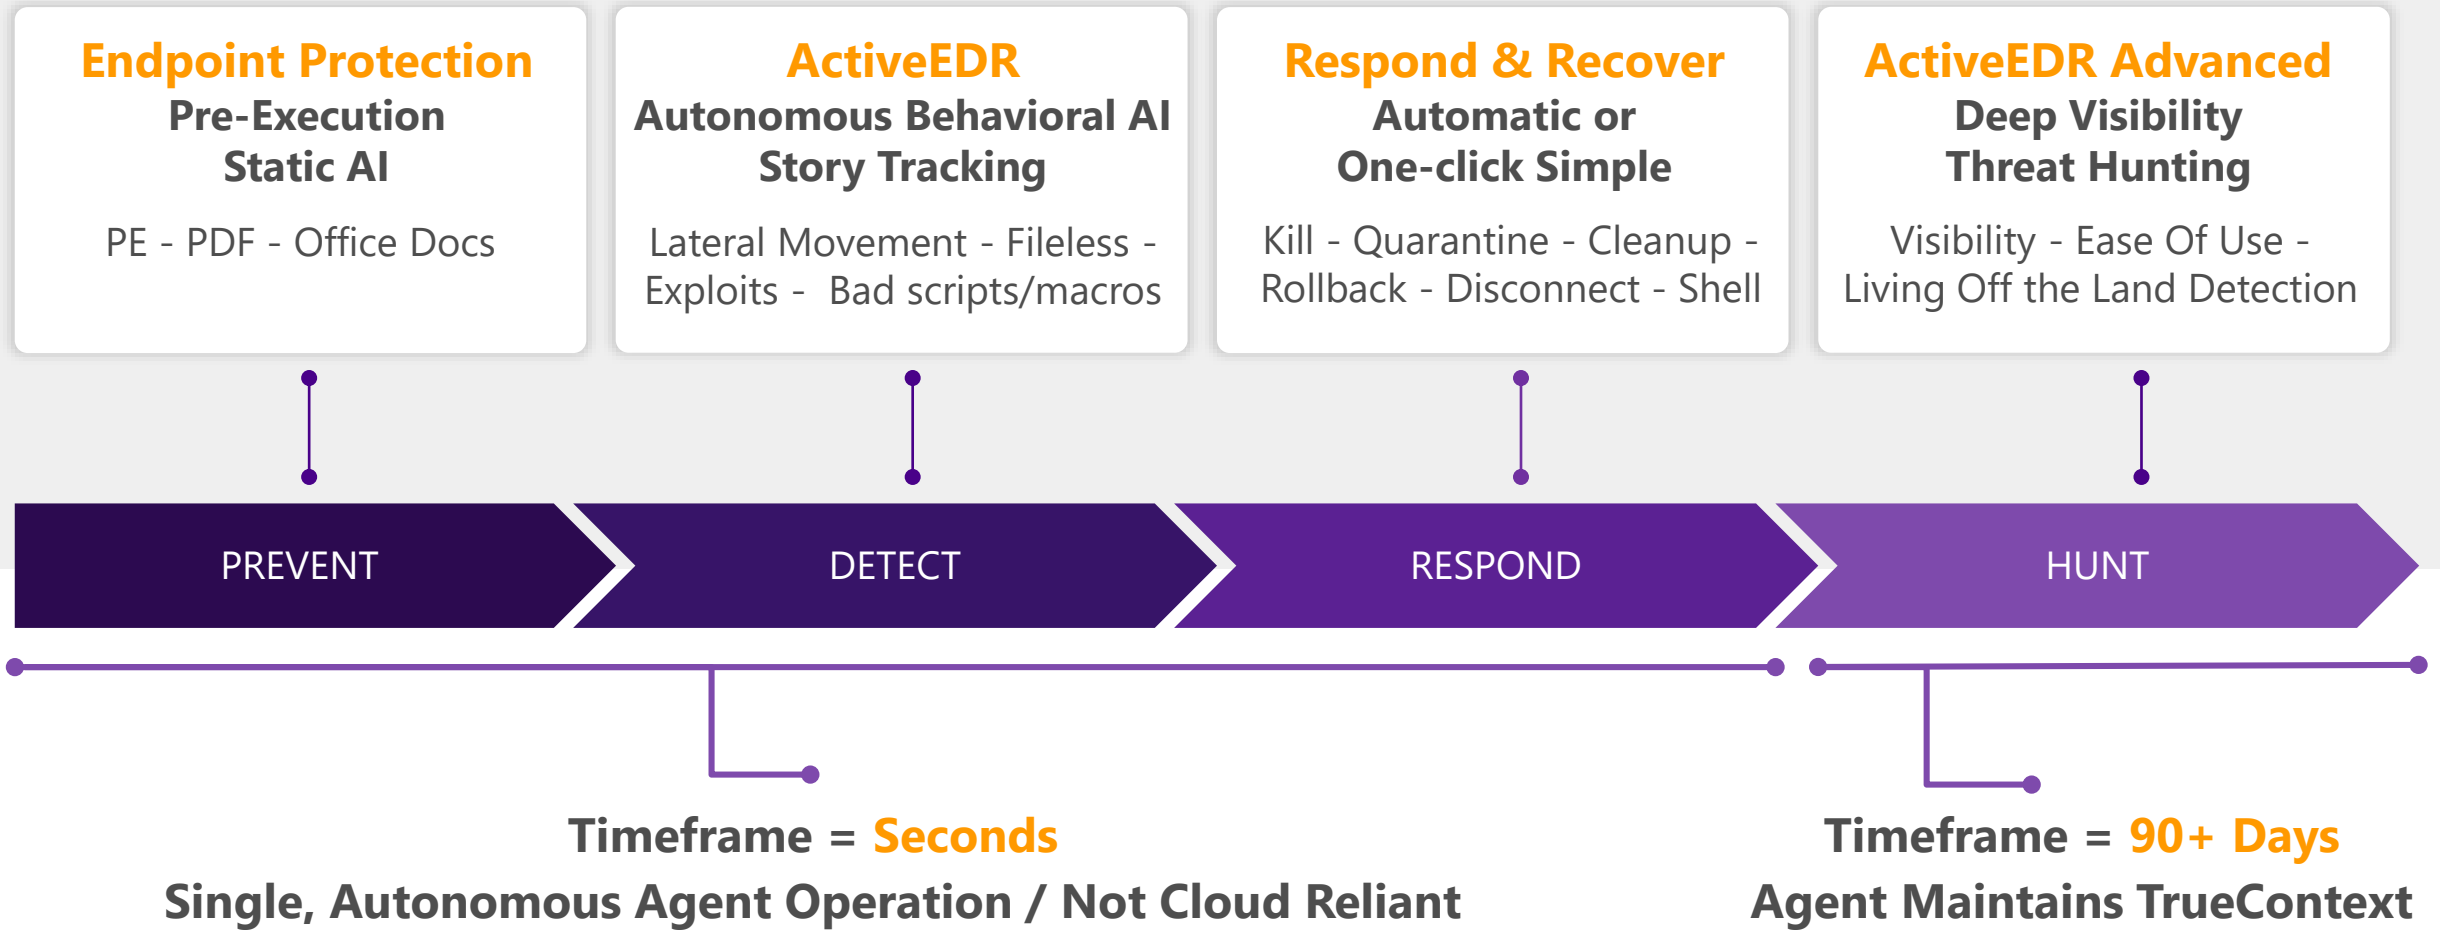 Endpoint Protection
Pre-Execution
Static AI
PE - PDF - Office Docs
ActiveEDR
Autonomous Behavioral AI
Story Tracking
Lateral Movement - Fileless -
Exploits -  Bad scripts/macros
Respond & Recover
Automatic or
One-click Simple
Kill - Quarantine - Cleanup -
Rollback - Disconnect - Shell
ActiveEDR Advanced
Deep Visibility
Threat Hunting
Visibility - Ease Of Use -
Living Off the Land Detection
PREVENT
DETECT
RESPOND
HUNT
Timeframe = Seconds
Single, Autonomous Agent Operation / Not Cloud Reliant
Timeframe = 90+ Days
Agent Maintains TrueContext